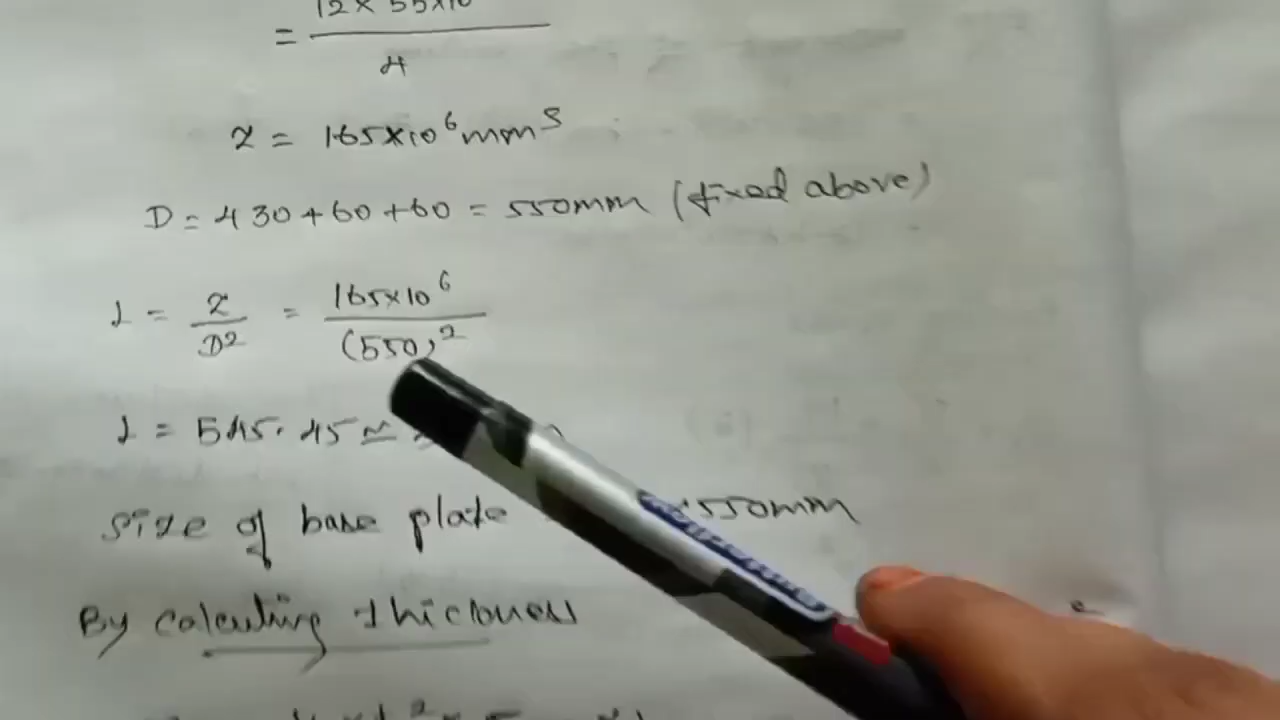 = 12 × 55×10 / 4
z = 165×10⁶ mm³
D = 430+60+60 = 550mm (fixed above)
L = z/D² = 165×10⁶/(550)²
L = 545.45 ≃
size of base plate ×550mm
By calculting thickness